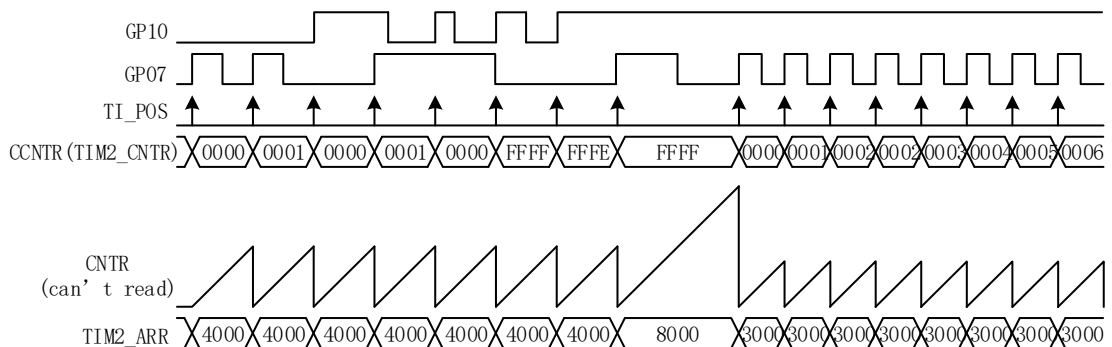 GP10
GP07
TI_POS
CCNTR(TIM2_CNTR) 0000 0001 0000 0001 0000 FFFF FFFE FFFF 0000 0001 0002 0002 0003 0004 0005 0006
CNTR
(can't read)
TIM2_ARR 4000 4000 4000 4000 4000 4000 4000 8000 3000 3000 3000 3000 3000 3000 3000 3000